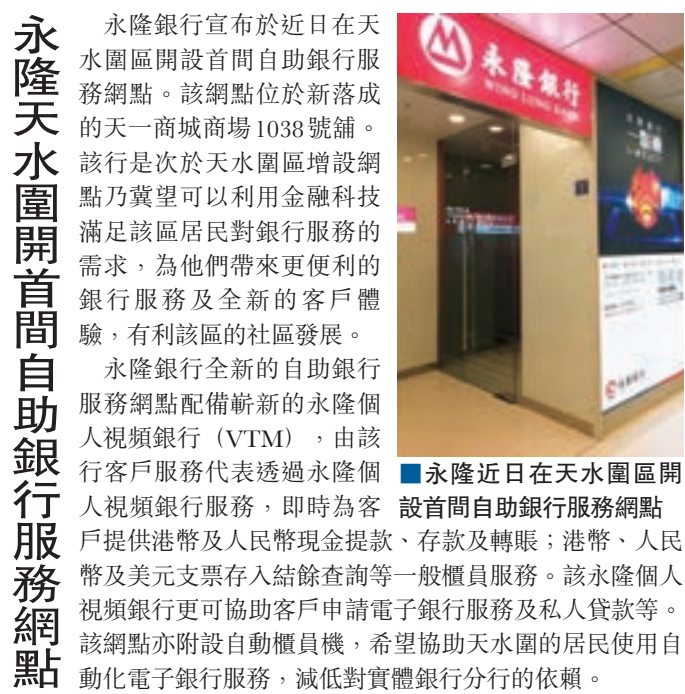 永隆天水圍開首間自助銀行服務網點
永隆銀行宣布於近日在天
水圍區開設首間自助銀行服
務網點。該網點位於新落成
的天一商城商場1038號舖。
該行是次於天水圍區增設網
點乃冀望可以利用金融科技
滿足該區居民對銀行服務的
需求，為他們帶來更便利的
銀行服務及全新的客戶體
驗，有利該區的社區發展。
永隆銀行全新的自助銀行
服務網點配備嶄新的永隆個
人視頻銀行（VTM），由該
行客戶服務代表透過永隆個
人視頻銀行服務，即時為客
戶提供港幣及人民幣現金提款、存款及轉賬；港幣、人民
幣及美元支票存入結餘查詢等一般櫃員服務。該永隆個人
視頻銀行更可協助客戶申請電子銀行服務及私人貸款等。
該網點亦附設自動櫃員機，希望協助天水圍的居民使用自
動化電子銀行服務，減低對實體銀行分行的依賴。
永隆銀行
WING LUNG BANK
■永隆近日在天水圍區開
設首間自助銀行服務網點